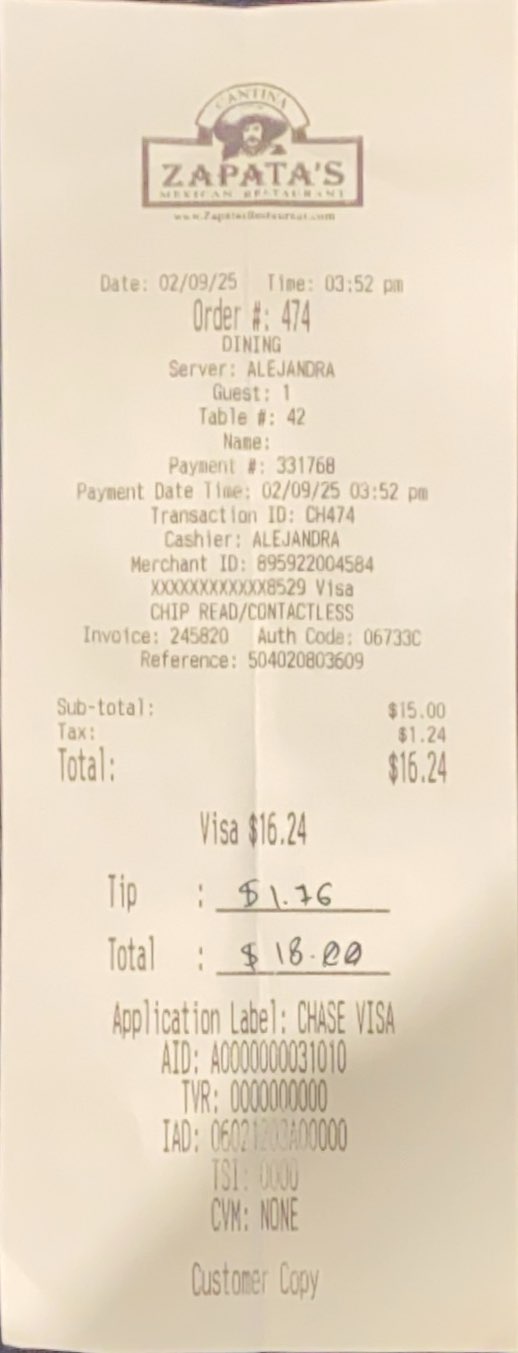 CANTINA
ZAPATA'S
MEXICAN RESTAURANT
www.ZapatasRestaurant.com
Date: 02/09/25 Time: 03:52 pm
Order #: 474
DINING
Server: ALEJANDRA
Guest: 1
Table #: 42
Name:
Payment #: 331768
Payment Date Time: 02/09/25 03:52 pm
Transaction ID: CH474
Cashier: ALEJANDRA
Merchant ID: 895922004584
XXXXXXXXXXXX8529 Visa
CHIP READ/CONTACTLESS
Invoice: 245820 Auth Code: 06733C
Reference: 504020803609
Sub-total: $15.00
Tax: $1.24
Total: $16.24
Visa $16.24
Tip : $1.76
Total : $18.00
Application Label: CHASE VISA
AID: A0000000031010
TVR: 0000000000
IAD:
TSI: 0000
CVM: NONE
Customer Copy